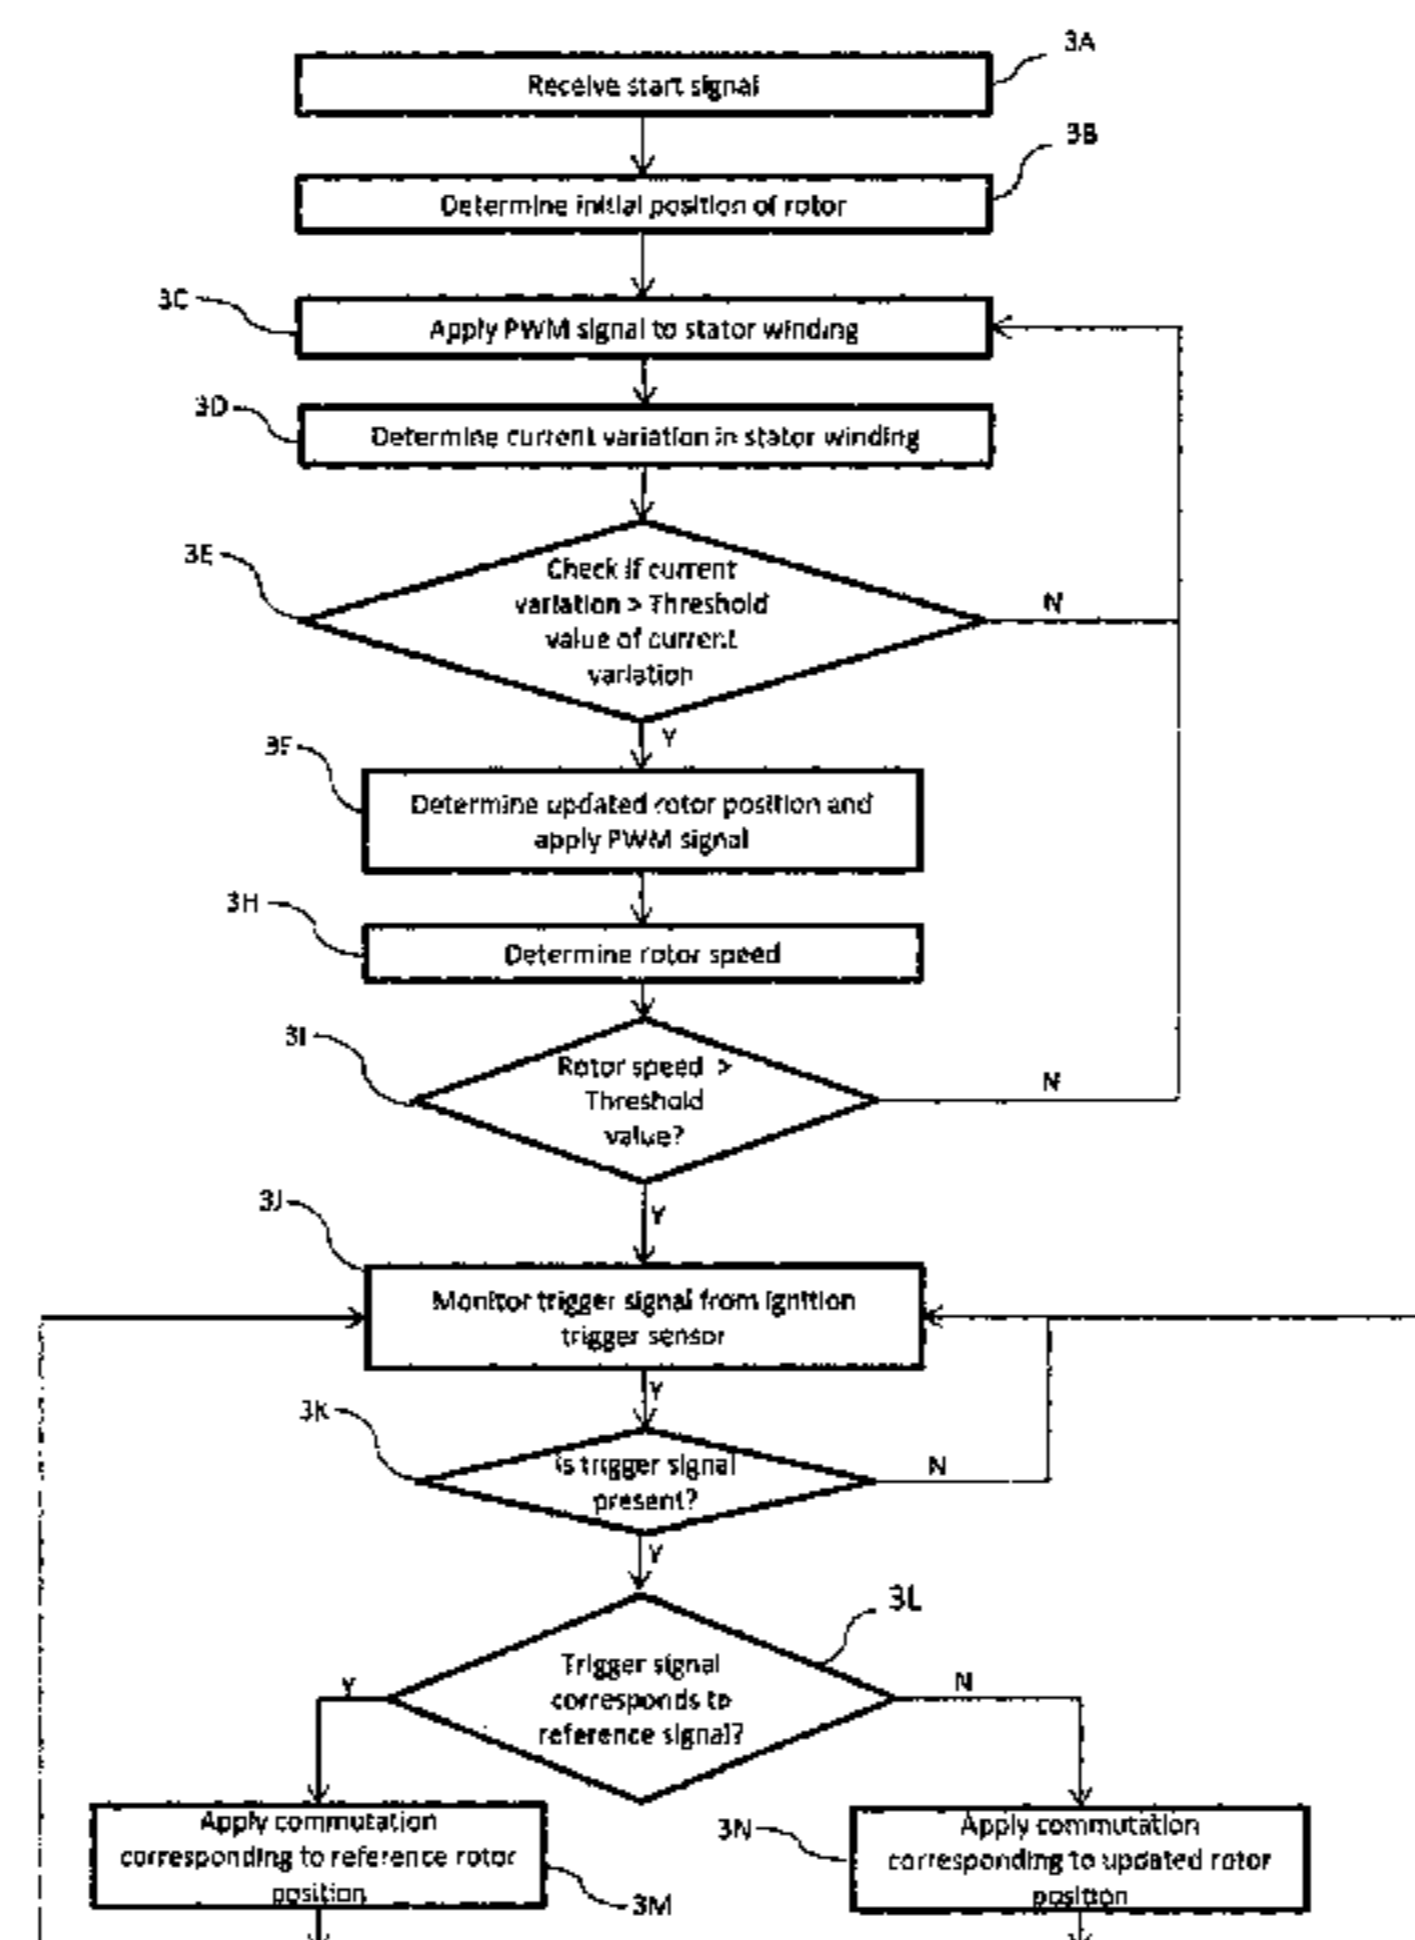 3A
Receive start signal
3B
Determine initial position of rotor
3C
Apply PWM signal to stator winding
3D
Determine current variation in stator winding
3E
Check if current
variation > Threshold
value of current
variation
N
Y
3F
Determine updated rotor position and
apply PWM signal
3H
Determine rotor speed
3I
Rotor speed >
Threshold
value?
N
Y
3J
Monitor trigger signal from ignition
trigger sensor
Y
3K
Is trigger signal
present?
N
Y
3L
Trigger signal
corresponds to
reference signal?
Y
N
Apply commutation
corresponding to reference rotor
position
3M
3N
Apply commutation
corresponding to updated rotor
position